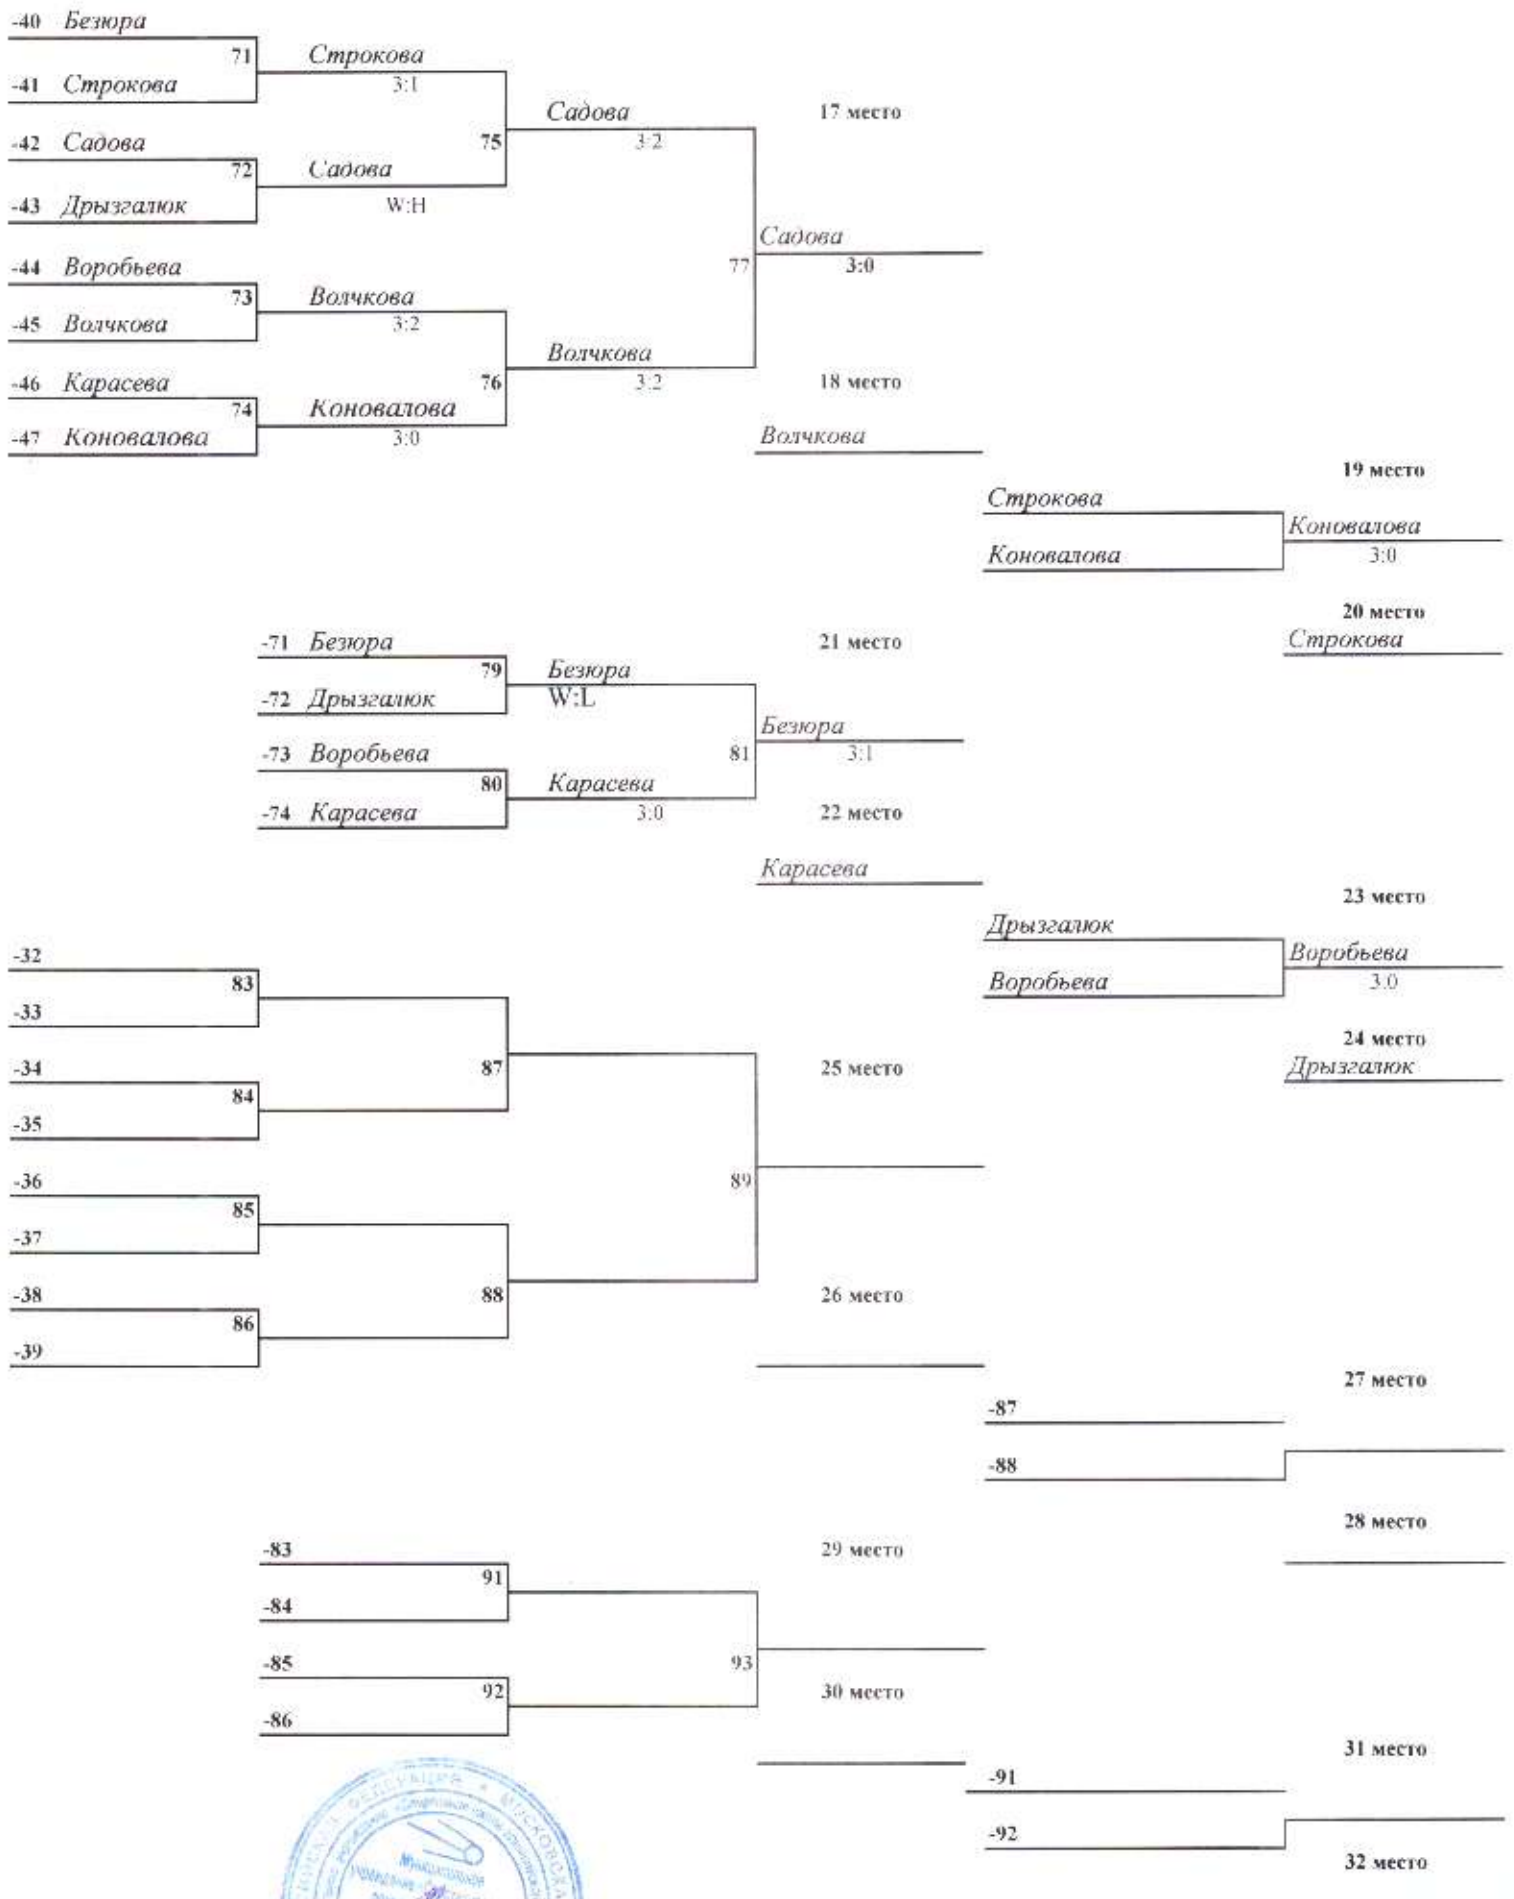 -40 Безюра
71 Строкова
-41 Строкова 3:1
Садова 17 место
-42 Садова 75 3:2
72 Садова
-43 Дрызгалюк W:H
Садова
-44 Воробьева 77 3:0
73 Волчкова
-45 Волчкова 3:2
Волчкова
-46 Карасева 76 3:2 18 место
74 Коновалова
-47 Коновалова 3:0 Волчкова
19 место
Строкова
Коновалова
Коновалова 3:0
20 место
-71 Безюра 21 место Строкова
79 Безюра
-72 Дрызгалюк W:L
Безюра
-73 Воробьева 81 3:1
80 Карасева
-74 Карасева 3:0 22 место
Карасева
23 место
Дрызгалюк
-32 Воробьева
83 Воробьева 3:0
-33
24 место
-34 87 25 место Дрызгалюк
84
-35
-36 89
85
-37
-38 88 26 место
86
-39
27 место
-87
-88
28 место
-83 29 место
91
-84
-85 93
92 30 место
-86
31 место
-91
-92
32 место